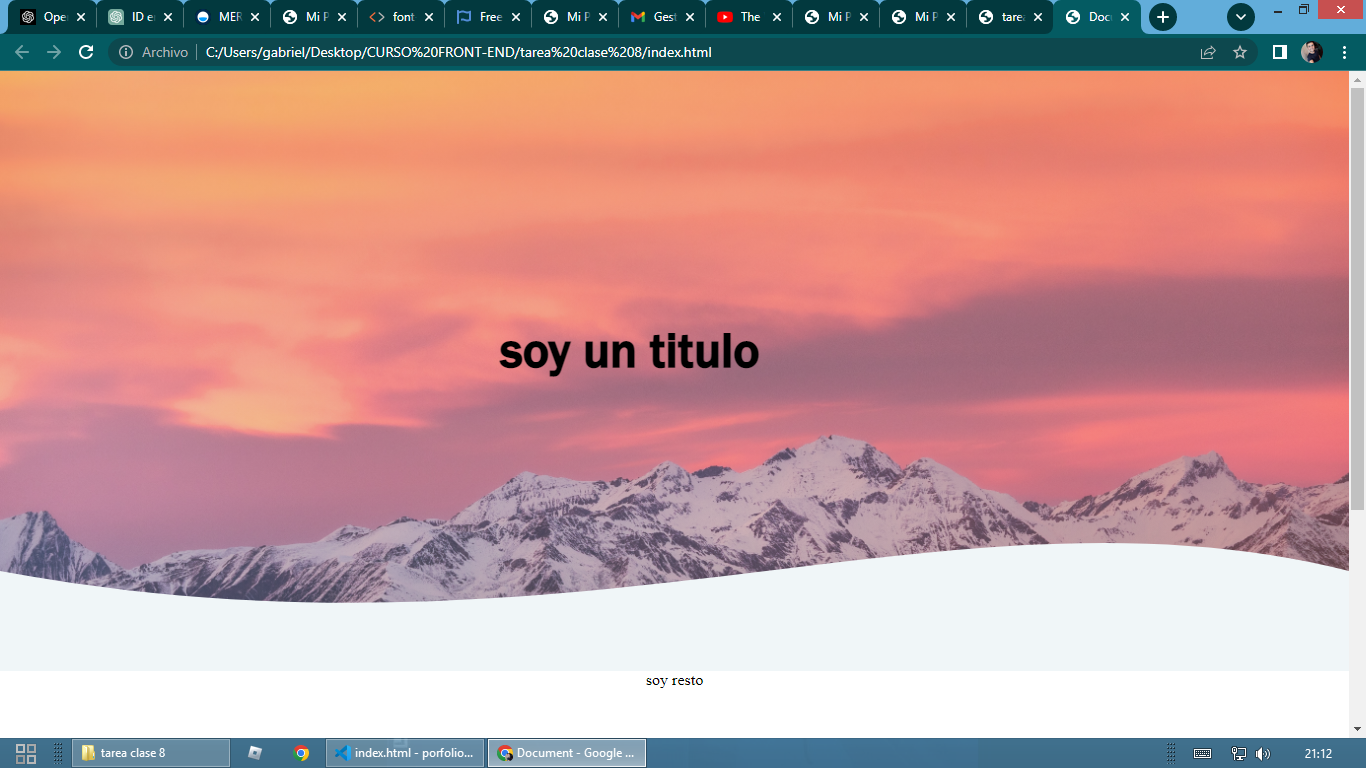 Ope
ID e
MER
Mi P
font
Free
Mi P
Gest
The
Mi P
Mi P
tarea
Docu
Archivo
C:/Users/gabriel/Desktop/CURSO%20FRONT-END/tarea%20clase%208/index.html
soy un titulo
soy resto
tarea clase 8
index.html - porfolio...
Document - Google ...
21:12